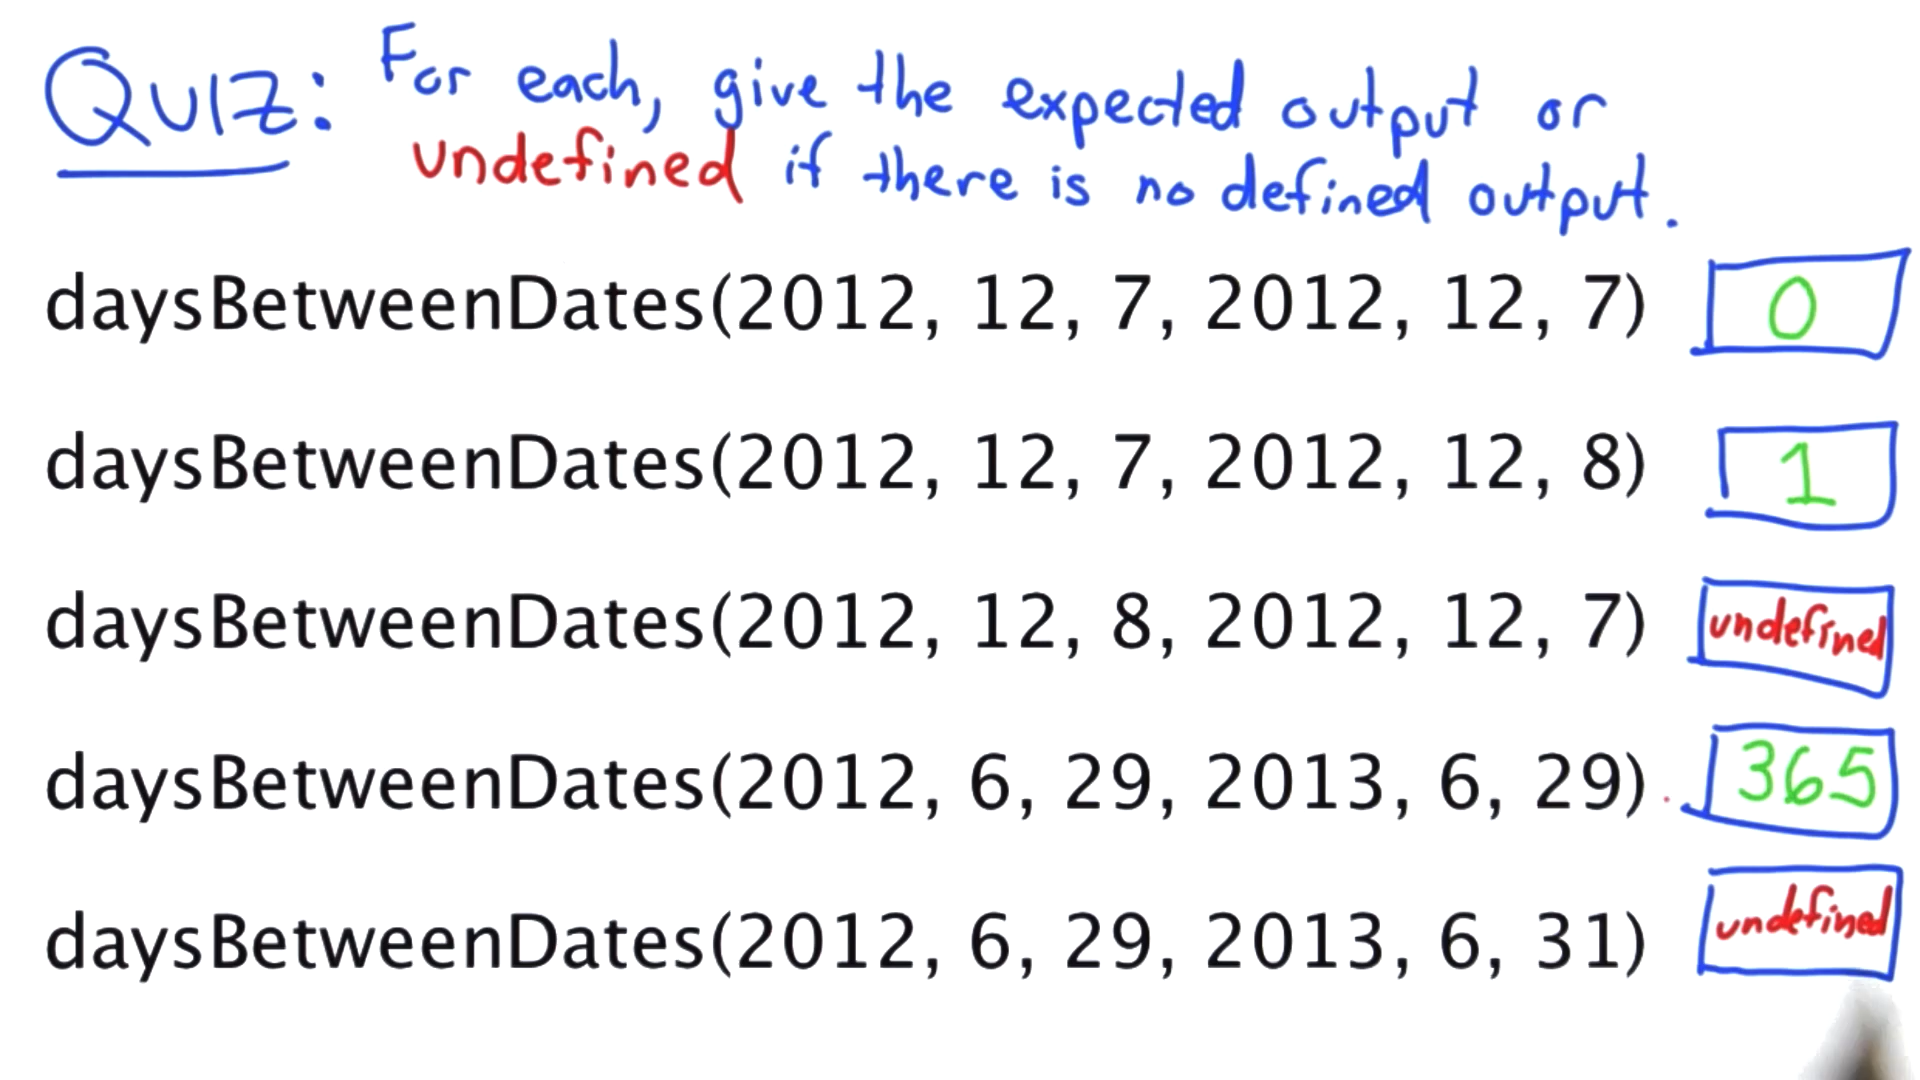 QUIZ: For each, give the expected output or
undefined if there is no defined output.
daysBetweenDates(2012, 12, 7, 2012, 12, 7) 0
daysBetweenDates(2012, 12, 7, 2012, 12, 8) 1
daysBetweenDates(2012, 12, 8, 2012, 12, 7) undefined
daysBetweenDates(2012, 6, 29, 2013, 6, 29) 365
daysBetweenDates(2012, 6, 29, 2013, 6, 31) undefined